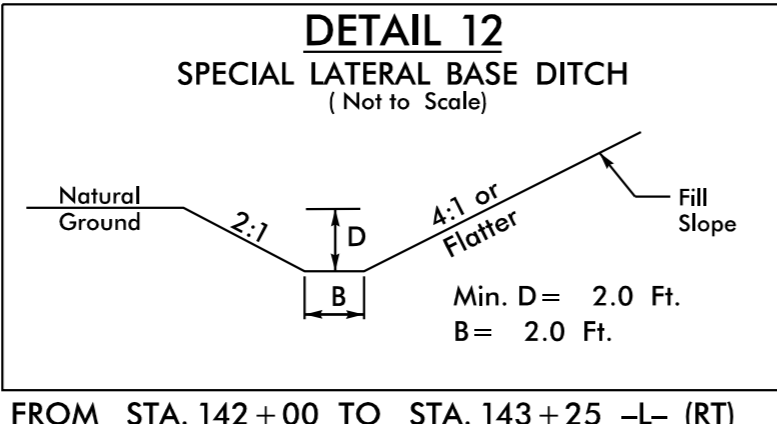 DETAIL 12
SPECIAL LATERAL BASE DITCH
( Not to Scale)
Natural
Ground
2:1
D
B
4:1 or
Flatter
Fill
Slope
Min. D= 2.0 Ft.
B= 2.0 Ft.
FROM STA. 142+00 TO STA. 143+25 -L- (RT)